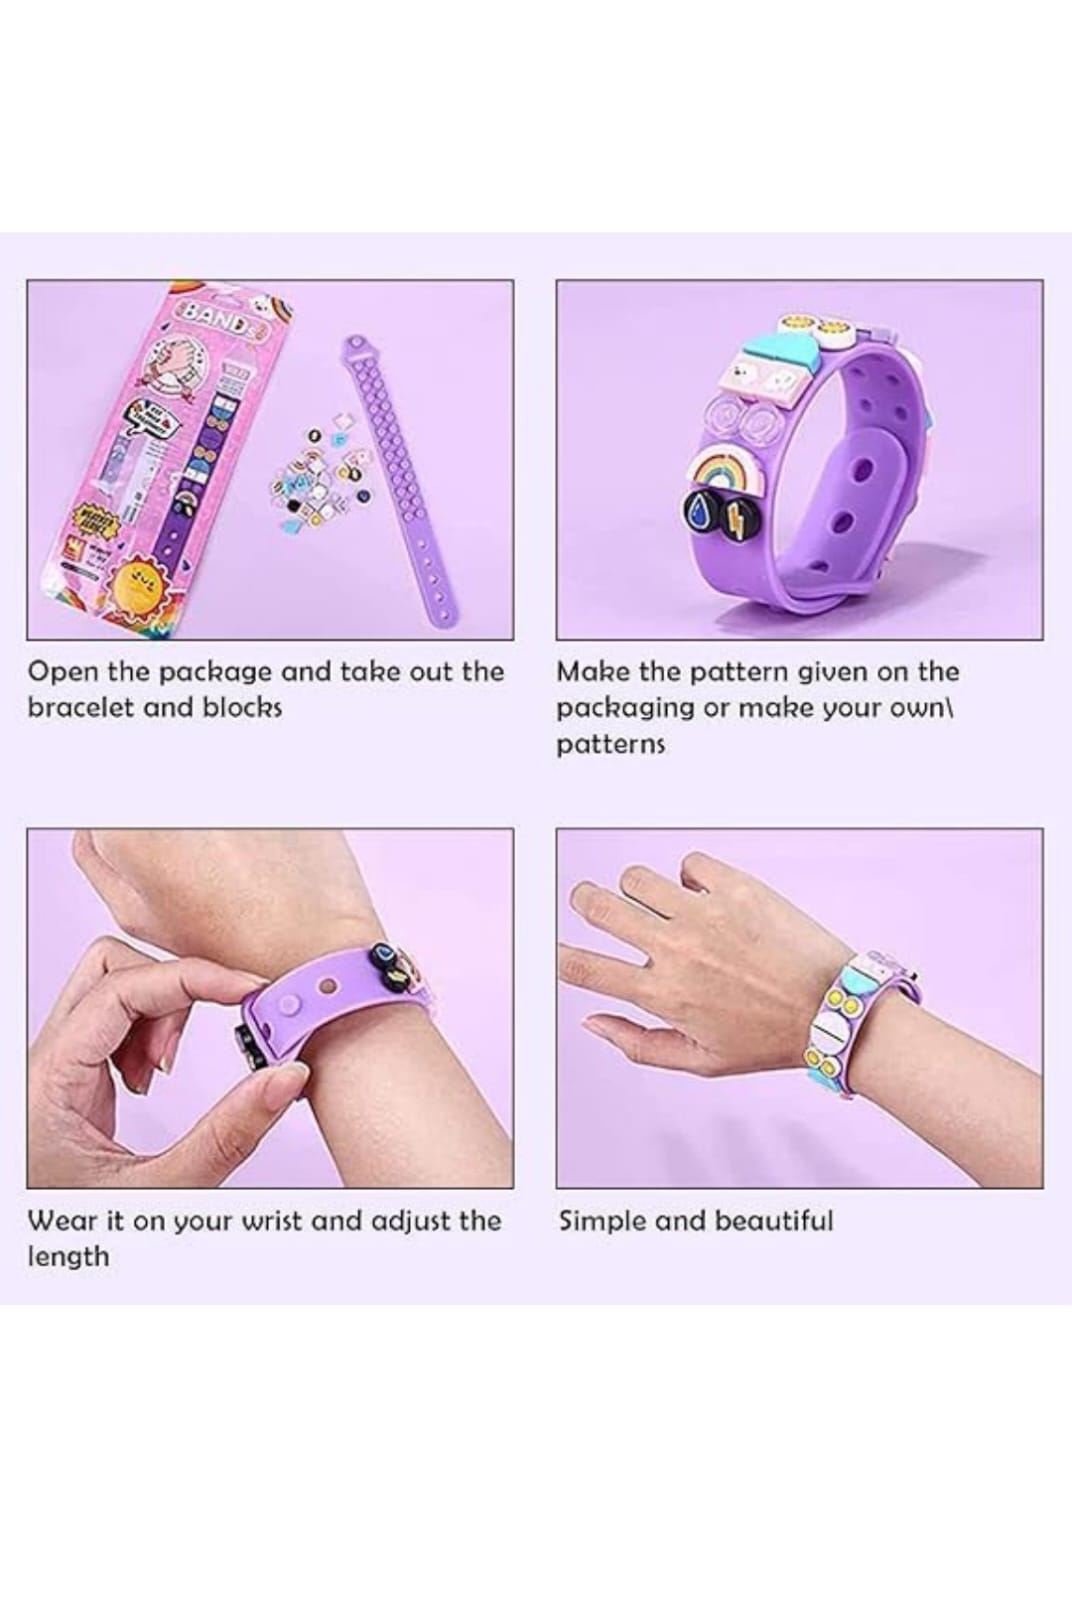 BANDS
Open the package and take out the
bracelet and blocks
Make the pattern given on the
packaging or make your own\
patterns
Wear it on your wrist and adjust the
length
Simple and beautiful